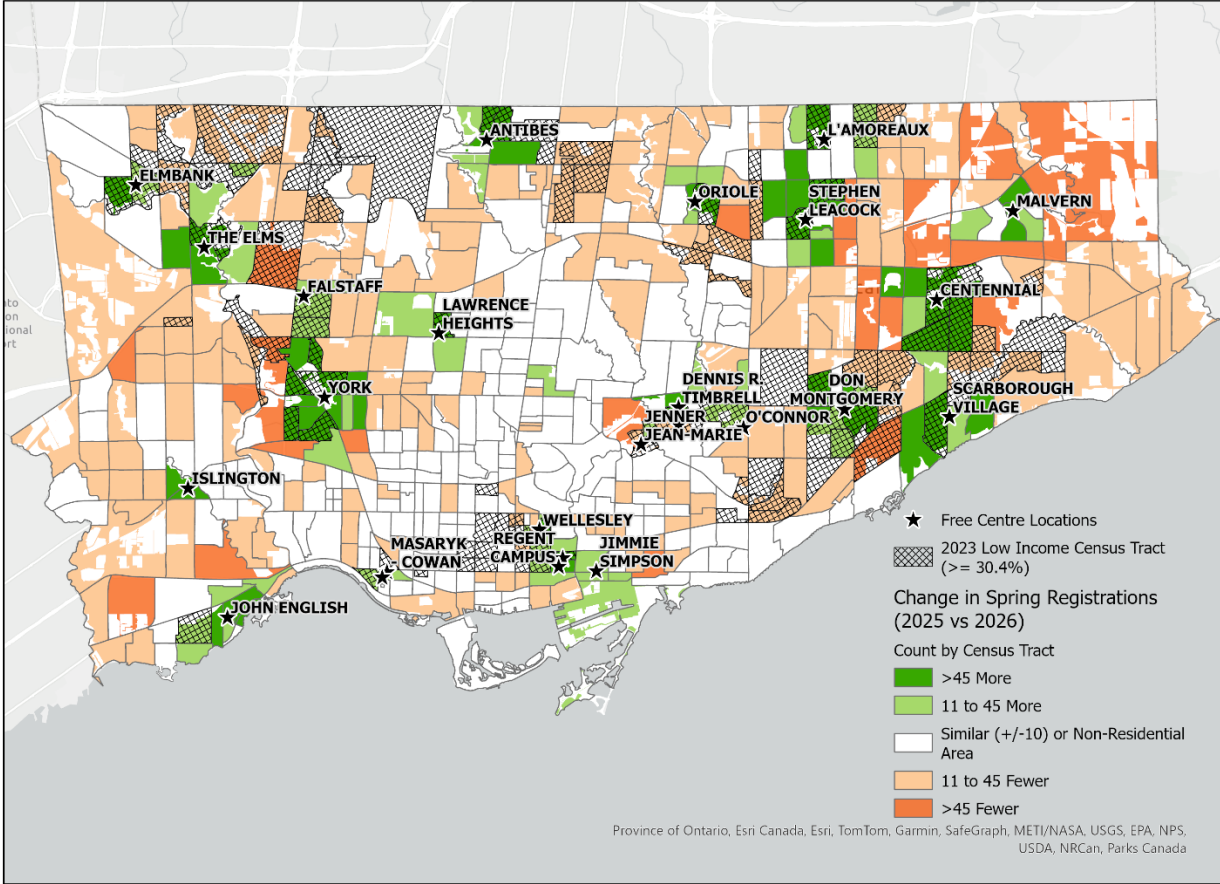 ANTIBES
L'AMOREAUX
ELMBANK
ORIOLE
STEPHEN
LEACOCK
MALVERN
THE ELMS
FALSTAFF
LAWRENCE
HEIGHTS
CENTENNIAL
YORK
DENNIS R.
TIMBRELL
DON
MONTGOMERY
SCARBOROUGH
VILLAGE
JENNER
JEAN-MARIE
O'CONNOR
ISLINGTON
WELLESLEY
MASARYK
COWAN
REGENT
CAMPUS
JIMMIE
SIMPSON
JOHN ENGLISH
nto
on
ional
ort
Free Centre Locations
2023 Low Income Census Tract
(>= 30.4%)
Change in Spring Registrations
(2025 vs 2026)
Count by Census Tract
>45 More
11 to 45 More
Similar (+/-10) or Non-Residential
Area
11 to 45 Fewer
>45 Fewer
Province of Ontario, Esri Canada, Esri, TomTom, Garmin, SafeGraph, METI/NASA, USGS, EPA, NPS,
USDA, NRCan, Parks Canada